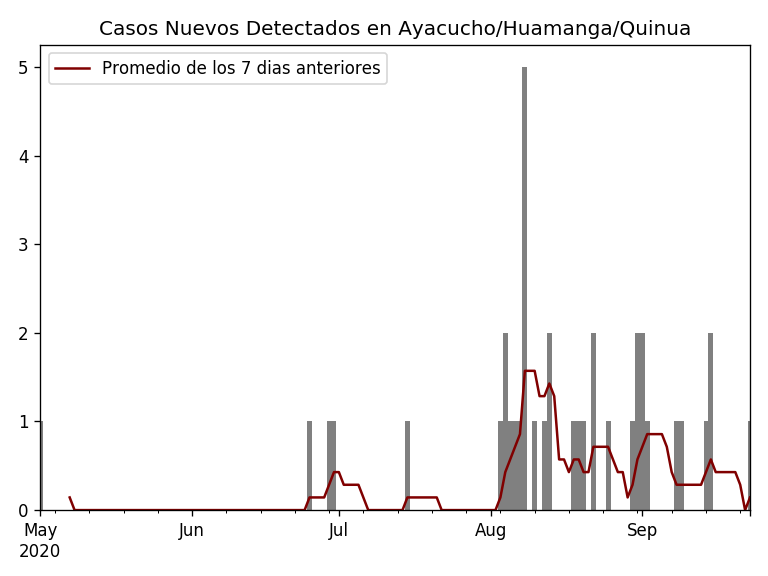 Casos Nuevos Detectados en Ayacucho/Huamanga/Quinua
Promedio de los 7 dias anteriores
5
4
3
2
1
0
May Jun Jul Aug Sep
2020